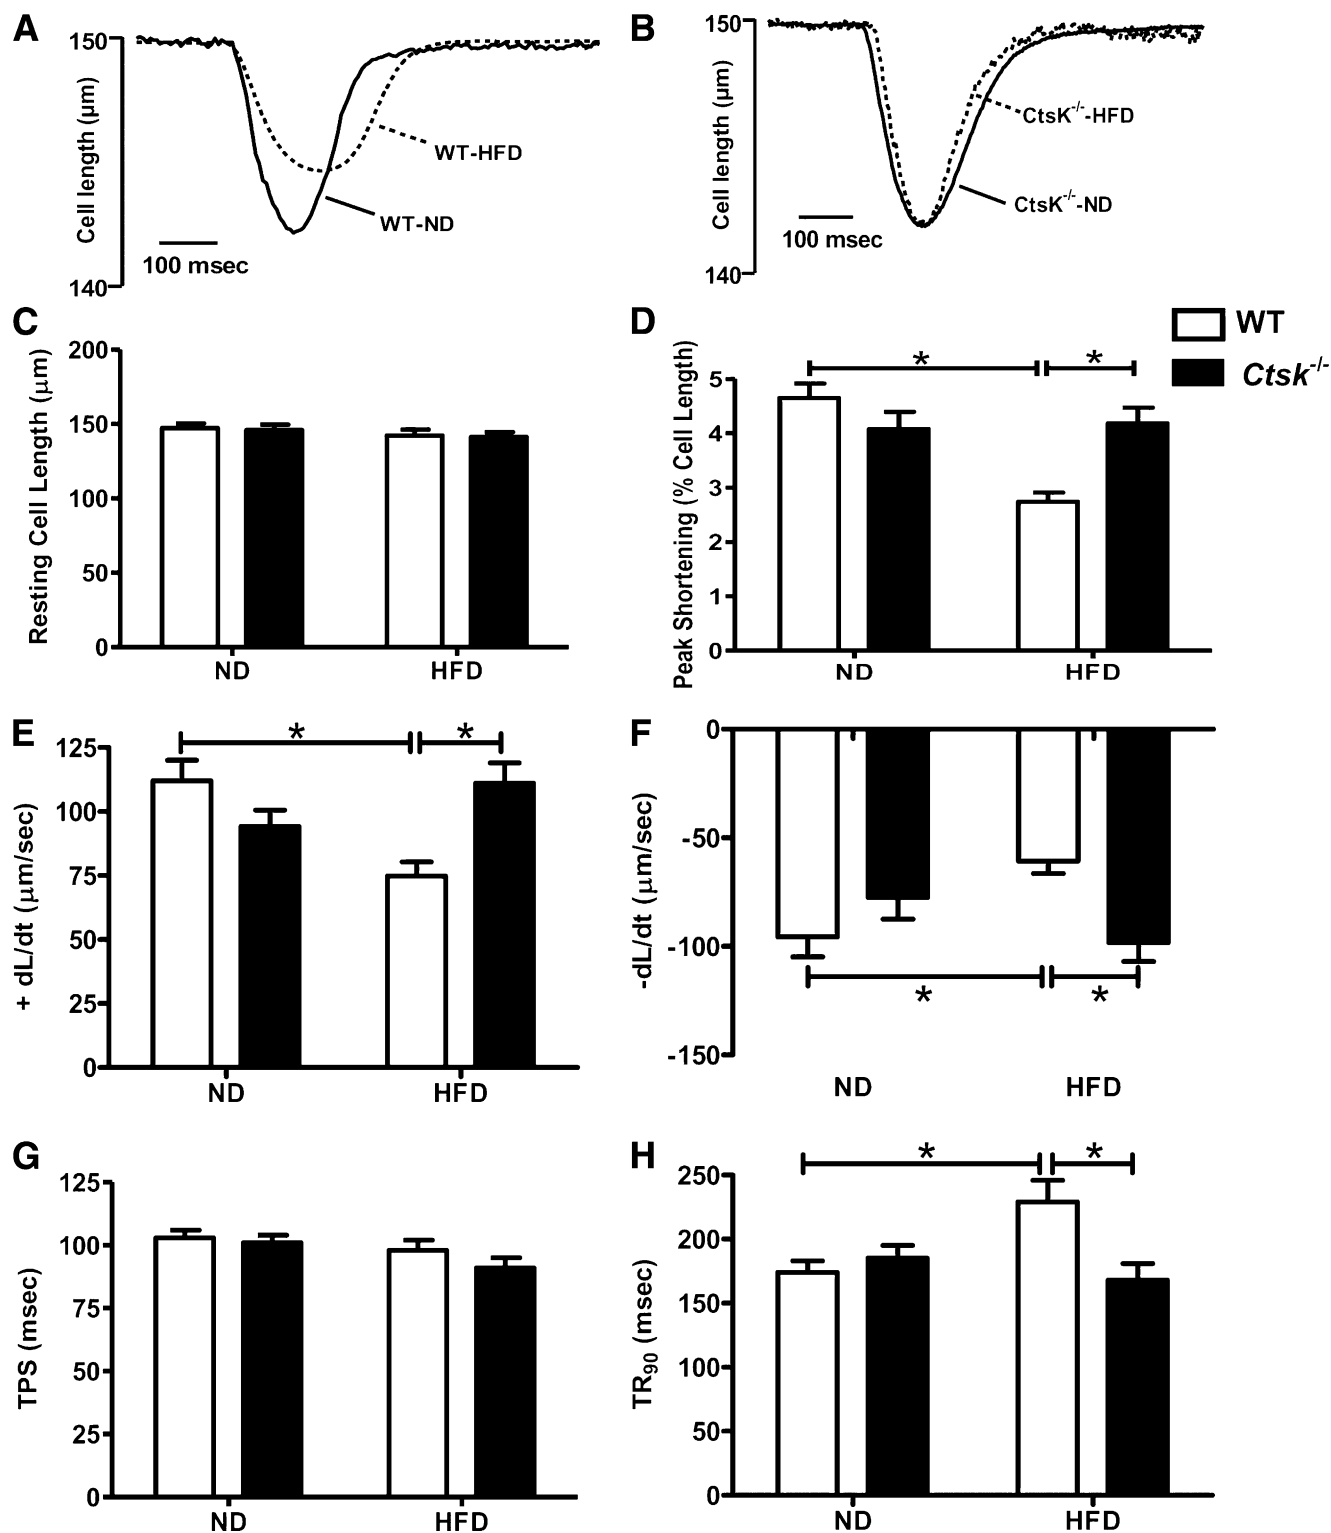 A
150
Cell length (µm)
WT-HFD
WT-ND
100 msec
140
B
150
Cell length (µm)
CtsK-/--HFD
CtsK-/--ND
100 msec
140
C
Resting Cell Length (µm)
200
150
100
50
0
ND HFD
D
WT
Ctsk-/-
Peak Shortening (% Cell Length)
* *
5
4
3
2
1
0
ND HFD
E
+ dL/dt (µm/sec)
* *
125
100
75
50
25
0
ND HFD
F
-dL/dt (µm/sec)
0
-50
-100
* *
-150
ND HFD
G
TPS (msec)
125
100
75
50
25
0
ND HFD
H
TR90 (msec)
* *
250
200
150
100
50
0
ND HFD